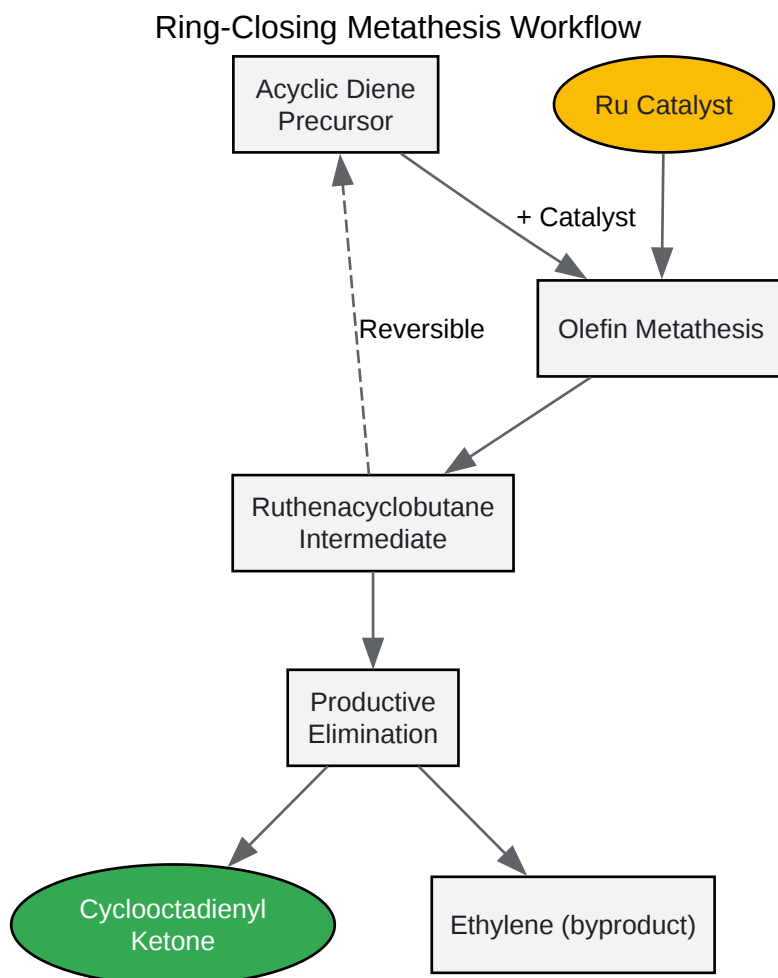 Ring-Closing Metathesis Workflow
Acyclic Diene
Precursor
Ru Catalyst
+ Catalyst
Olefin Metathesis
Reversible
Ruthenacyclobutane
Intermediate
Productive
Elimination
Cyclooctadienyl
Ketone
Ethylene (byproduct)